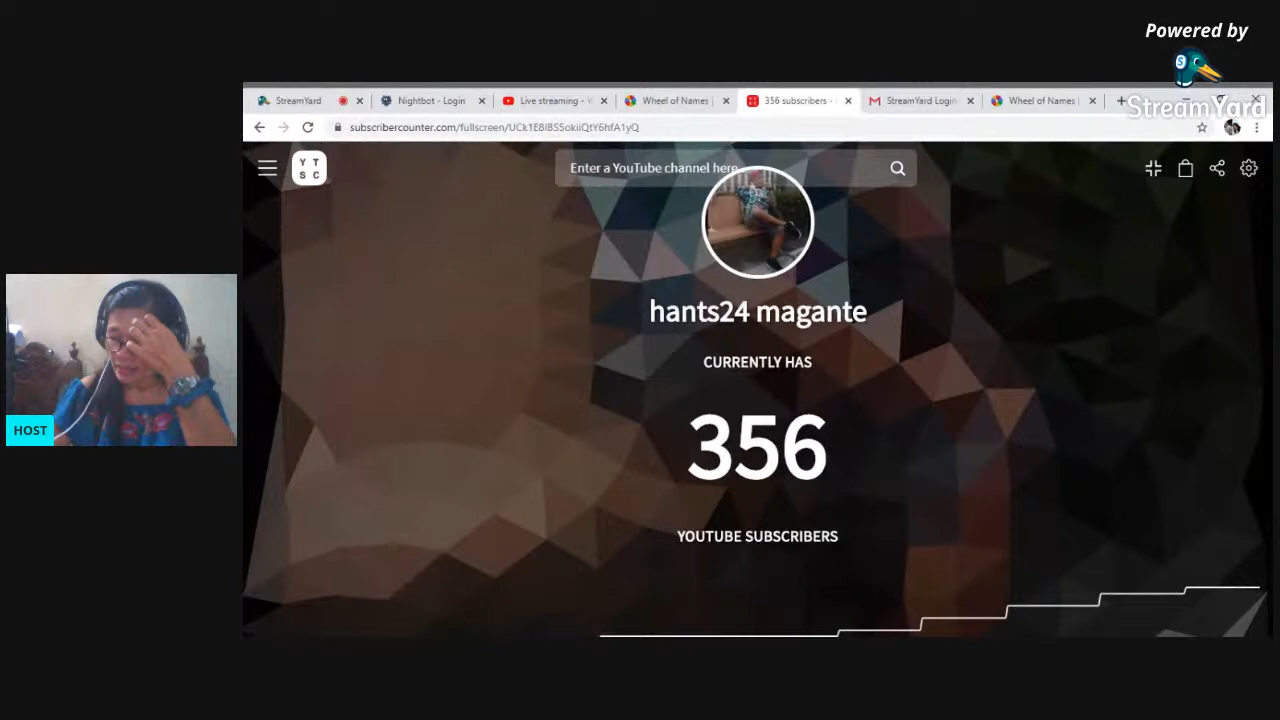 Powered by
StreamYard
StreamYard
Nightbot - Login
Live streaming - Y
Wheel of Names |
356 subscribers -
StreamYard Login
Wheel of Names |
subscribercounter.com/fullscreen/UCk1E8IBS5okiiQtY6hfA1yQ
Y T
S C
Enter a YouTube channel here
hants24 magante
CURRENTLY HAS
356
YOUTUBE SUBSCRIBERS
HOST